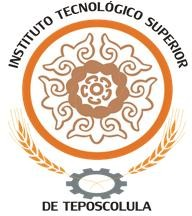 INSTITUTO TECNOLÓGICO SUPERIOR
DE TEPOSCOLULA